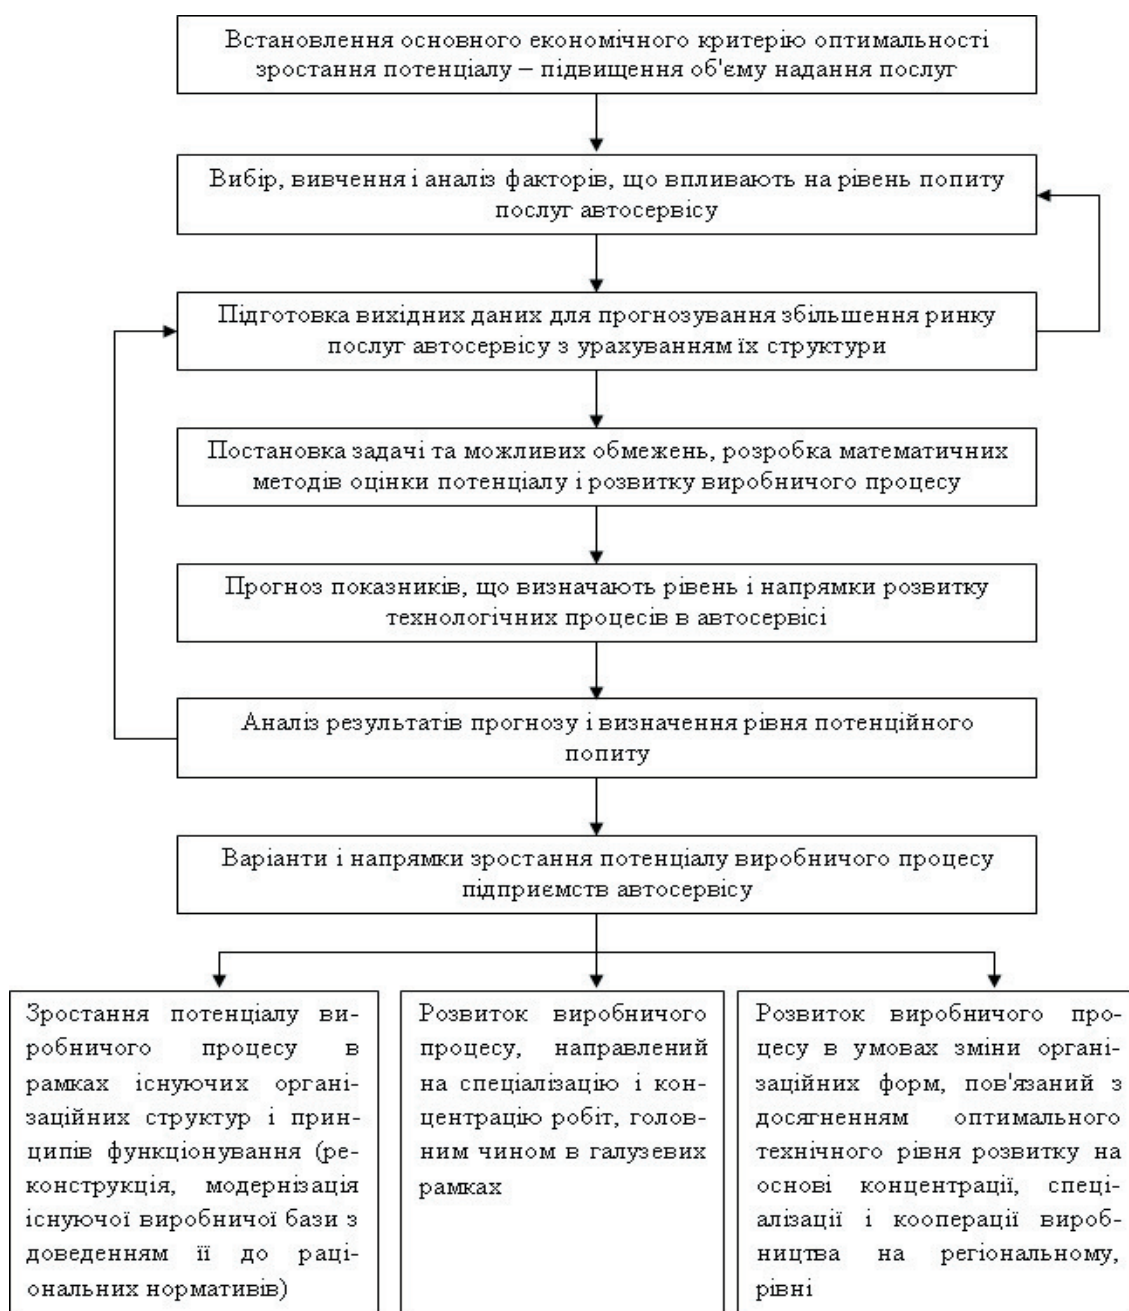 Встановлення основного економічного критерію оптимальності
зростання потенціалу – підвищення об'єму надання послуг
Вибір, вивчення і аналіз факторів, що впливають на рівень попиту
послуг автосервісу
Підготовка вихідних даних для прогнозування збільшення ринку
послуг автосервісу з урахуванням їх структури
Постановка задачі та можливих обмежень, розробка математичних
методів оцінки потенціалу і розвитку виробничого процесу
Прогноз показників, що визначають рівень і напрямки розвитку
технологічних процесів в автосервісі
Аналіз результатів прогнозу і визначення рівня потенційного
попиту
Варіанти і напрямки зростання потенціалу виробничого процесу
підприємств автосервісу
Зростання потенціалу ви-
робничого процесу в
рамках існуючих органі-
заційних структур і прин-
ципів функціонування (ре-
конструкція, модернізація
існуючої виробничої бази з
доведенням її до раці-
ональних нормативів)
Розвиток виробничого
процесу, направлений
на спеціалізацію і кон-
центрацію робіт, голов-
ним чином в галузевих
рамках
Розвиток виробничого про-
цесу в умовах зміни органі-
заційних форм, пов'язаний з
досягненням оптимального
технічного рівня розвитку на
основі концентрації, спеці-
алізації і кооперації вироб-
ництва на регіональному,
рівні